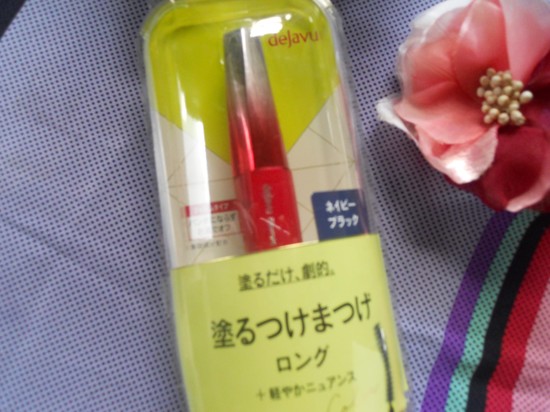 dejavu
ネイビー
ブラック
塗るだけ、劇的。
塗るつけまつげ
ロング
+軽やかニュアンス